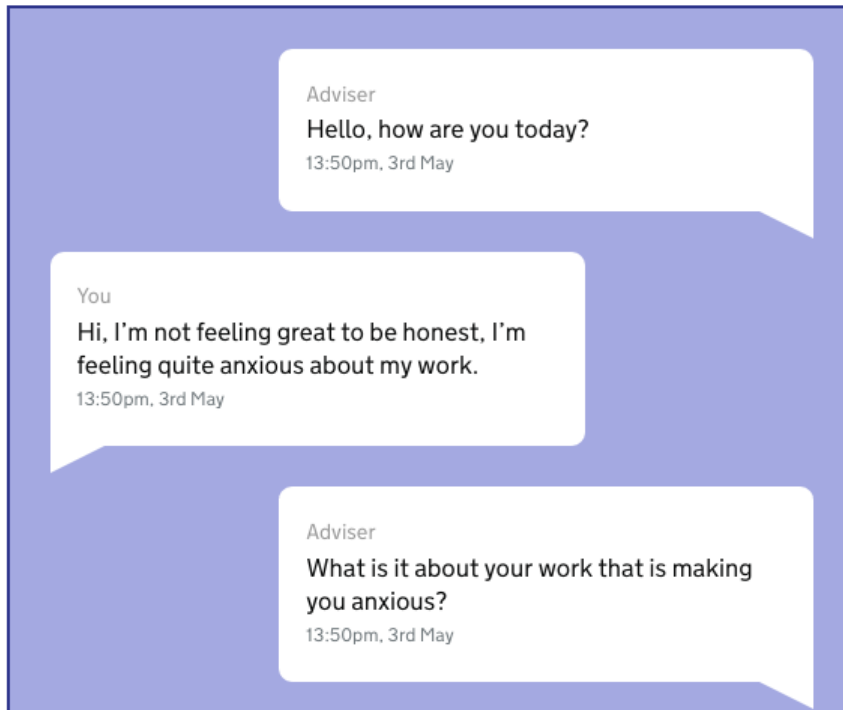 Adviser
Hello, how are you today?
13:50pm, 3rd May
You
Hi, I’m not feeling great to be honest, I’m
feeling quite anxious about my work.
13:50pm, 3rd May
Adviser
What is it about your work that is making
you anxious?
13:50pm, 3rd May